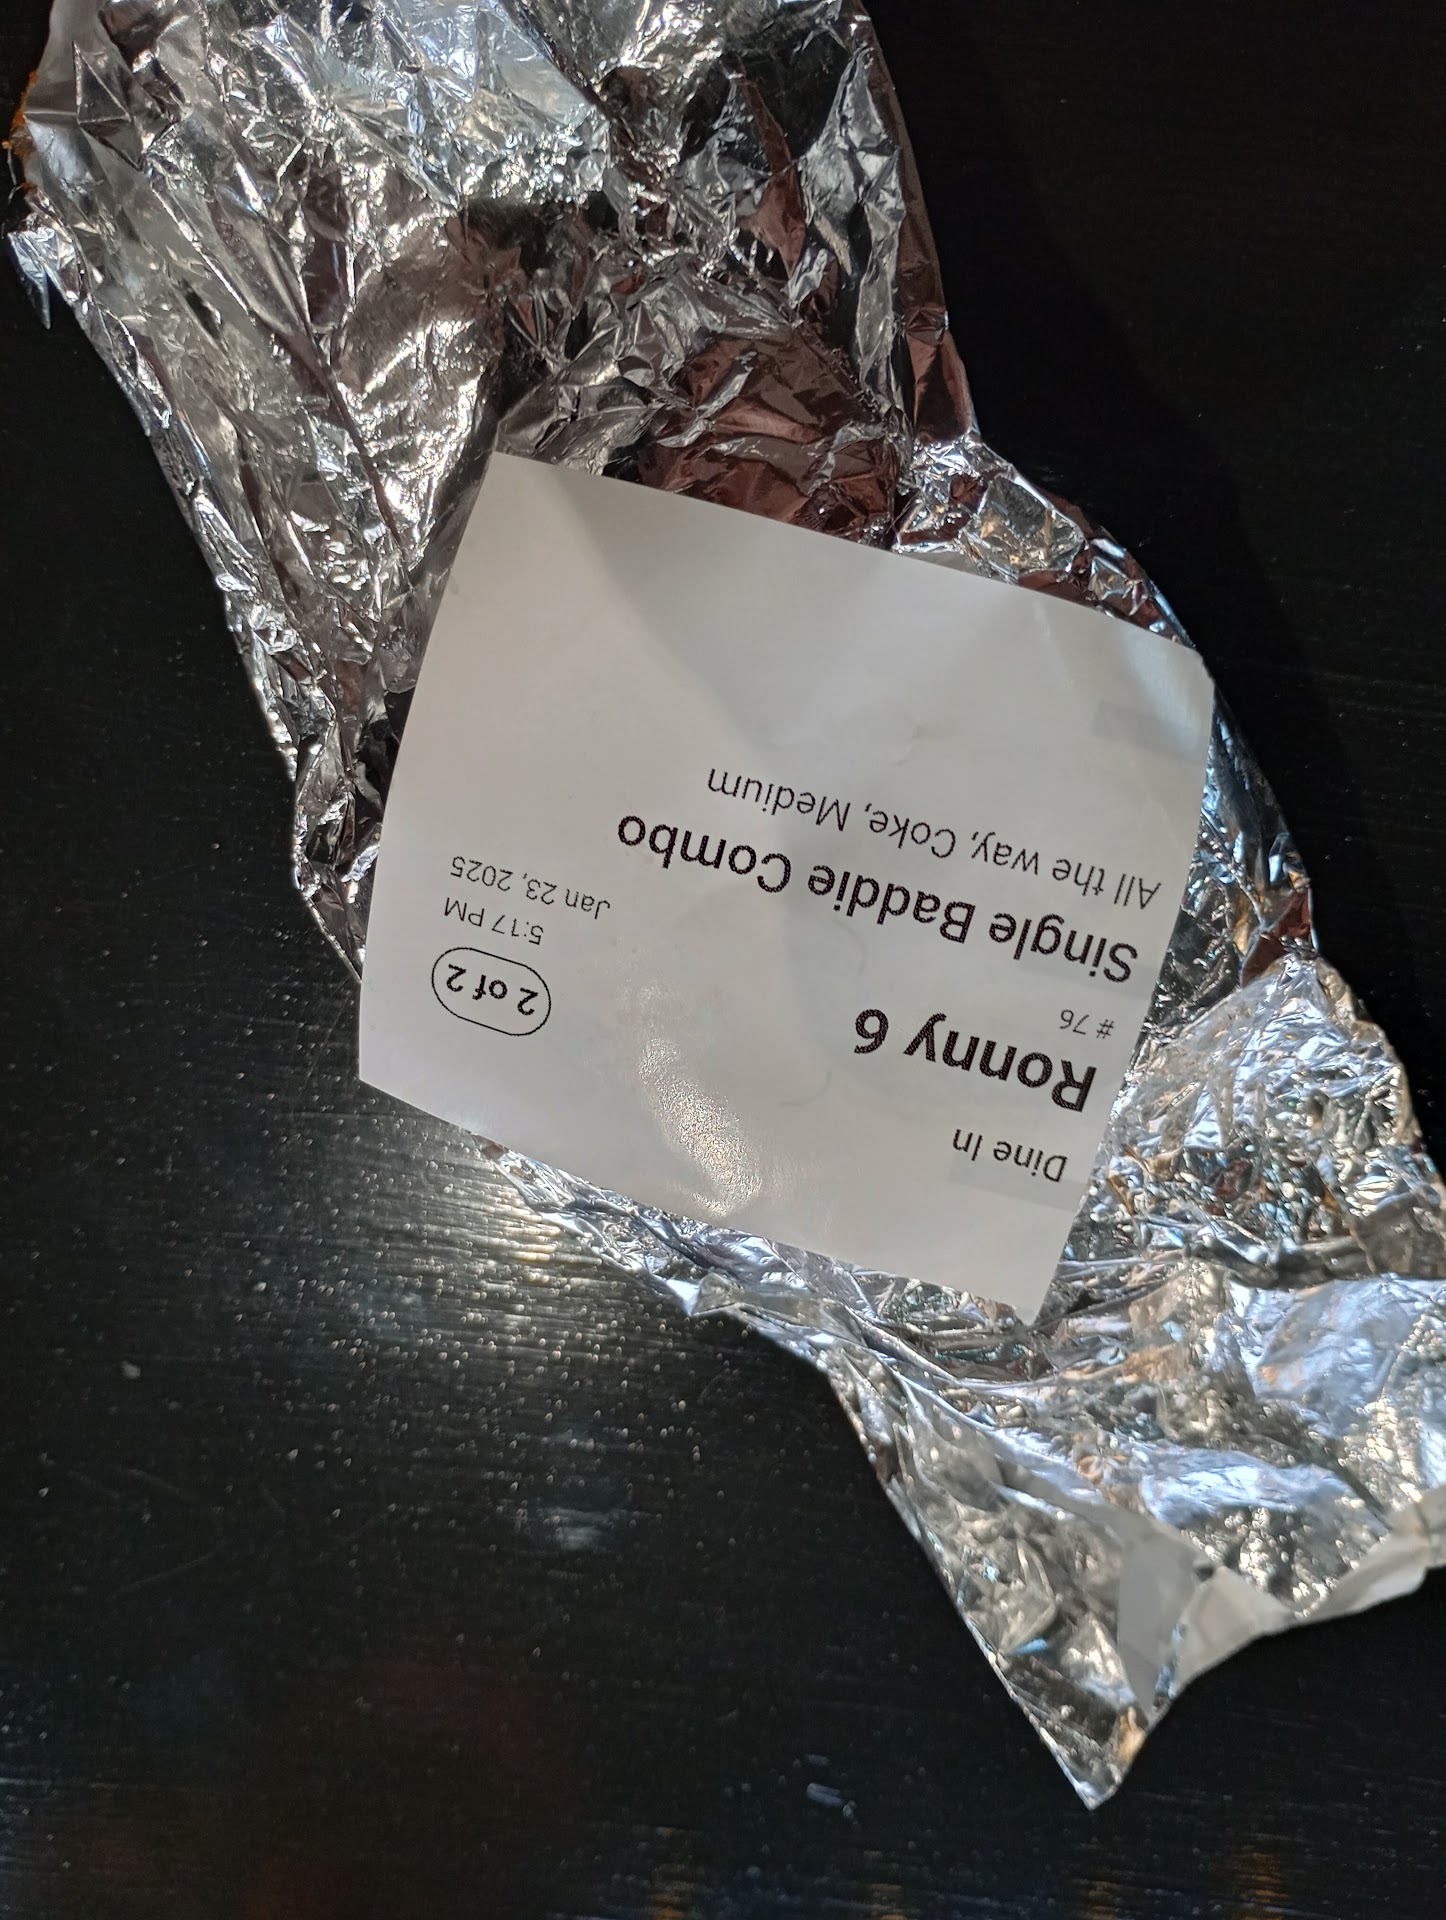 Dine In
Ronny 6
# 76
2 of 2
5:17 PM
Jan 23, 2025
Single Baddie Combo
All the way, Coke, Medium